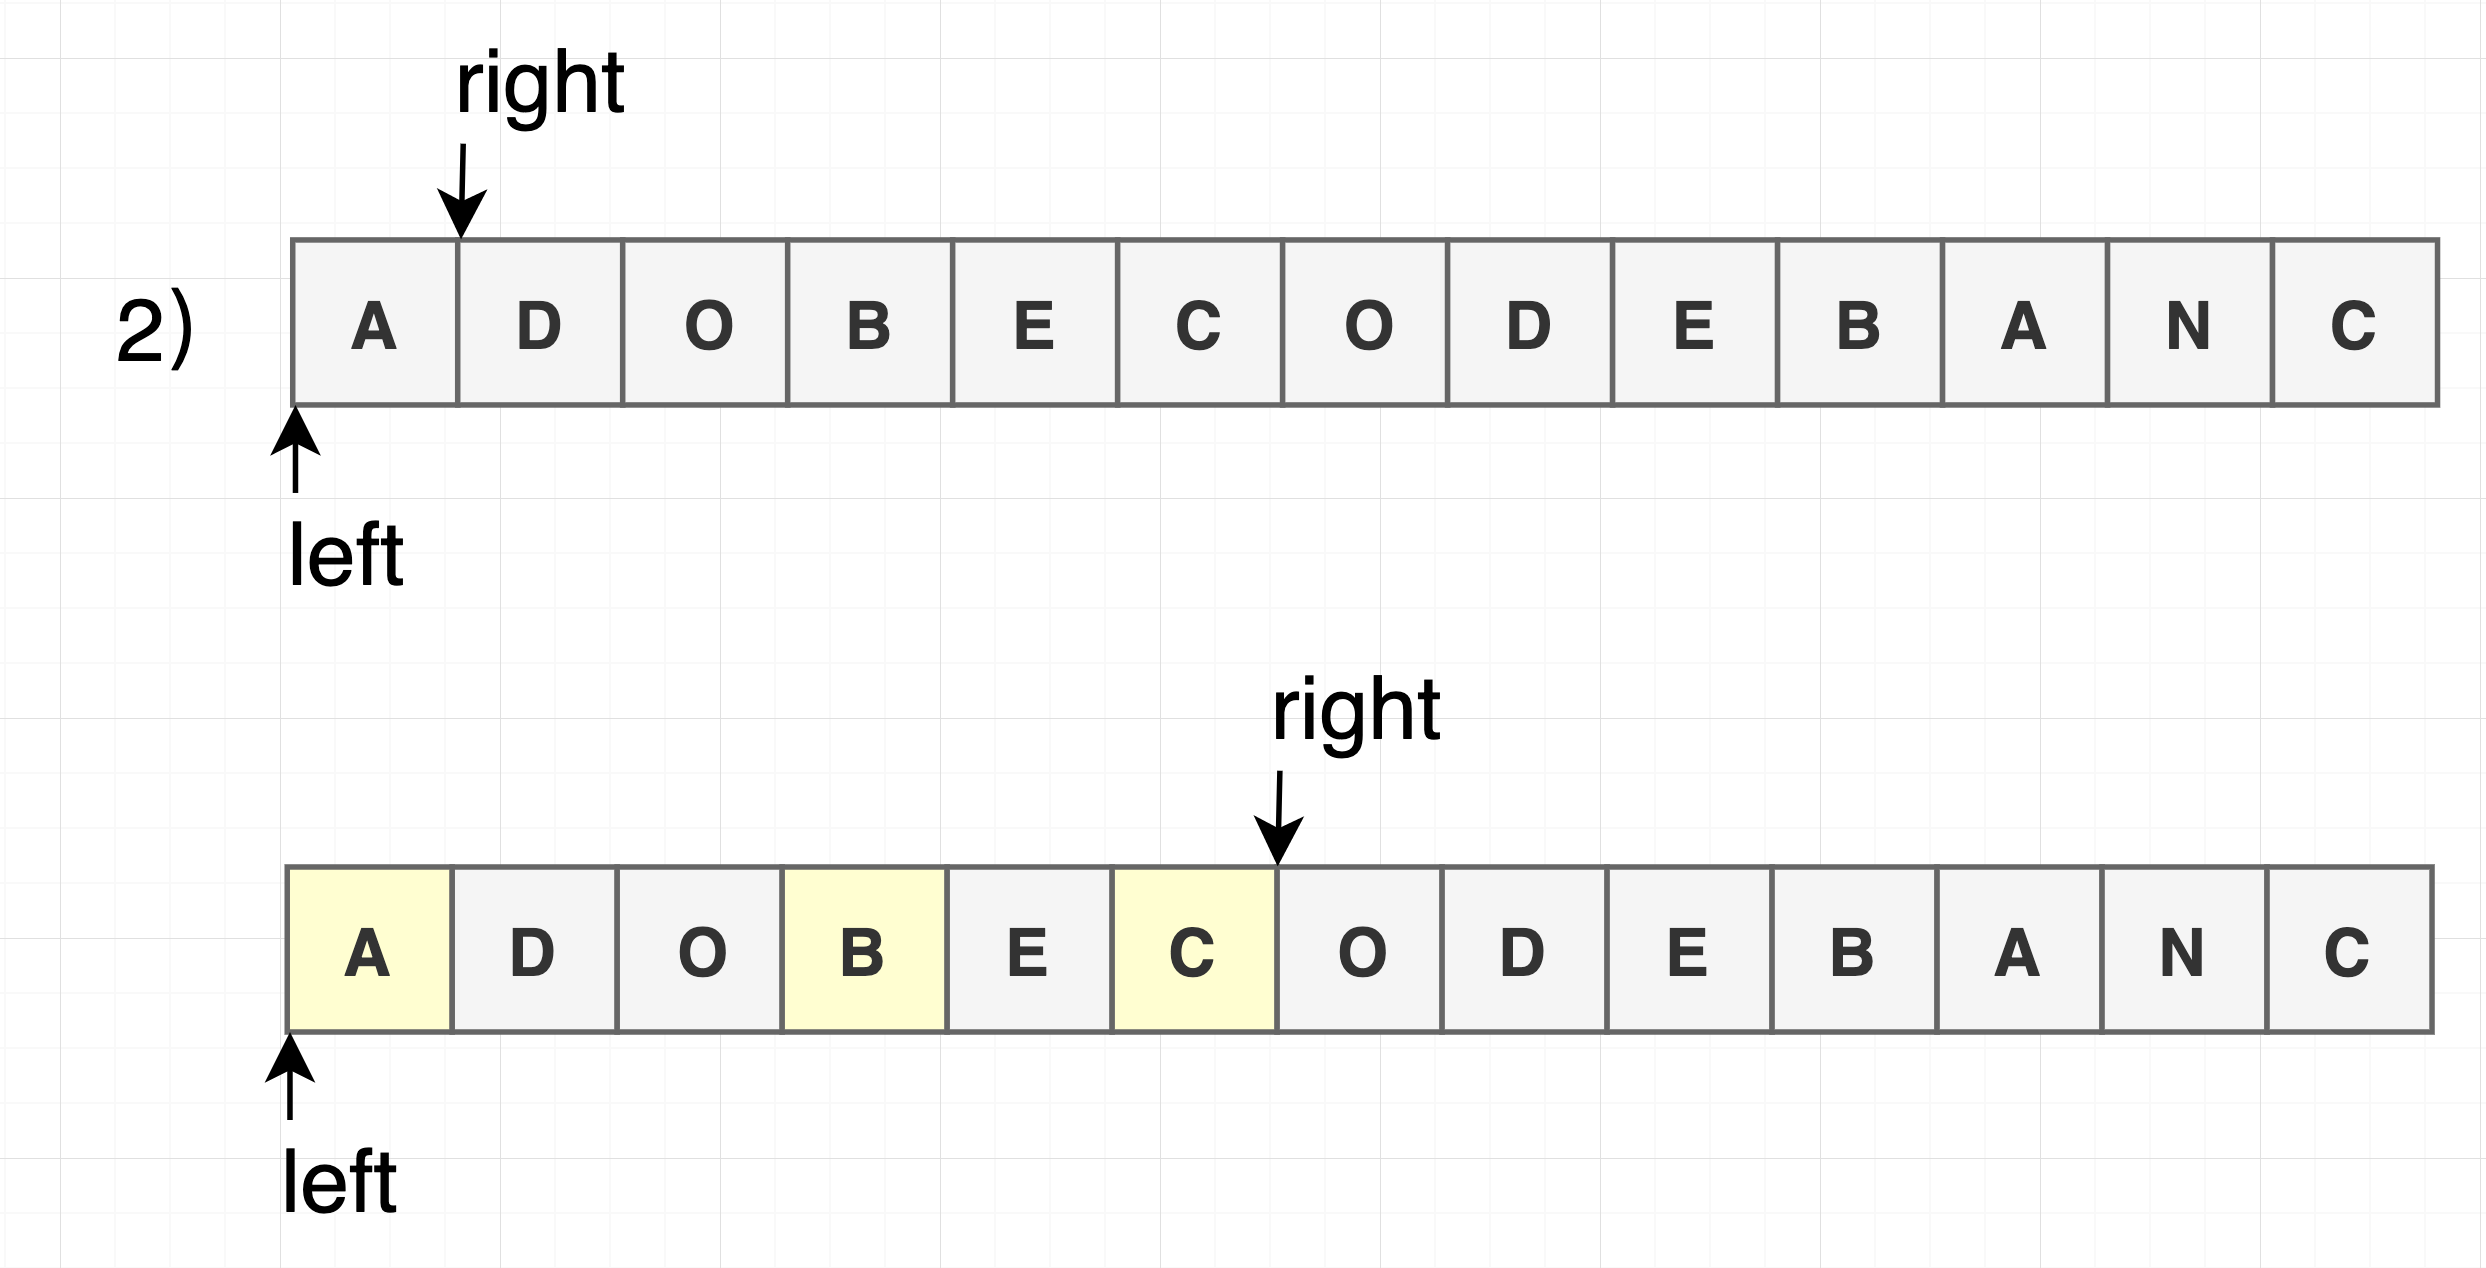 right
2) A D O B E C O D E B A N C
left
right
A D O B E C O D E B A N C
left